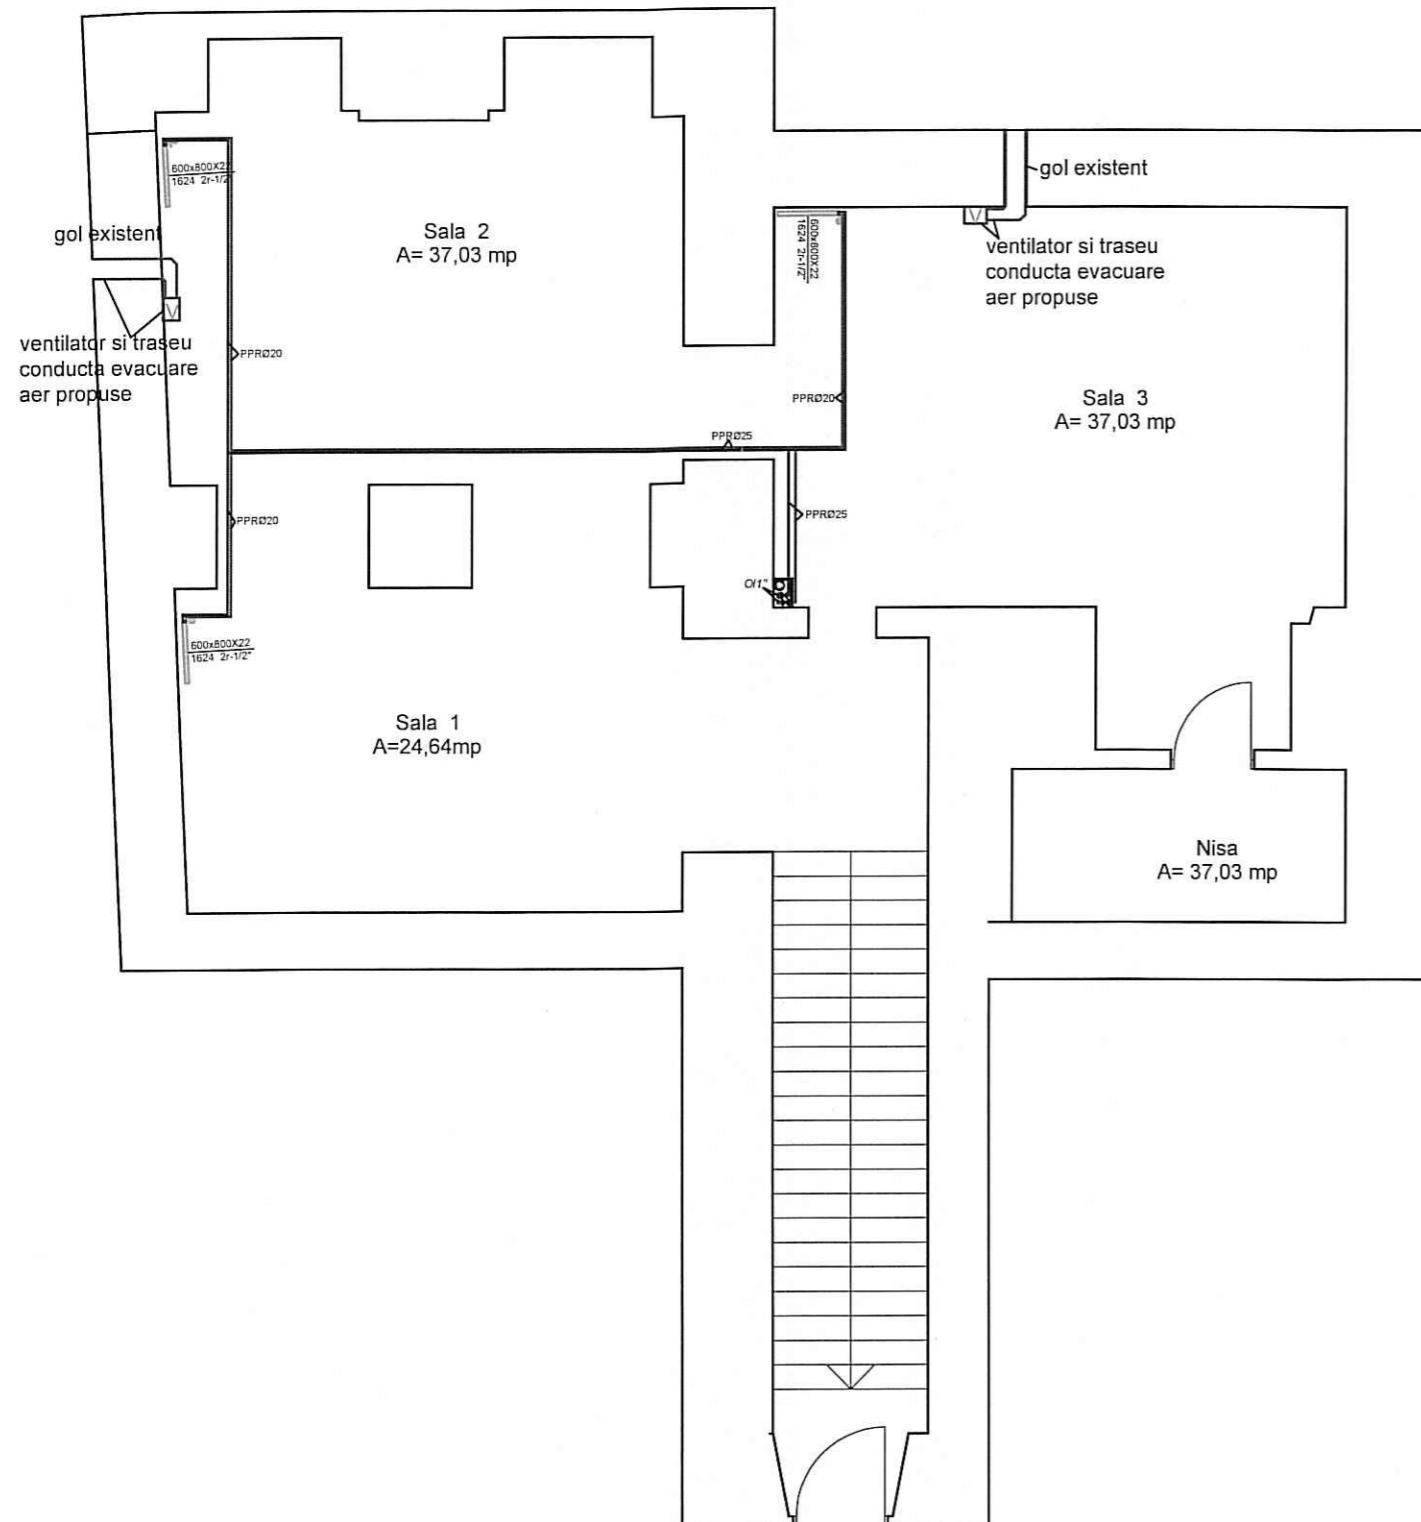 600x800X22
1624 2r-1/2"
gol existent
Sala 2
A= 37,03 mp
600x800X22
1624 2r-1/2"
gol existent
ventilator si traseu
conducta evacuare
aer propuse
ventilator si traseu
conducta evacuare
aer propuse
PPRØ20
PPRØ20
Sala 3
A= 37,03 mp
PPRØ25
PPRØ20
PPRØ25
Ol1"
600x800X22
1624 2r-1/2"
Sala 1
A=24,64mp
Nisa
A= 37,03 mp